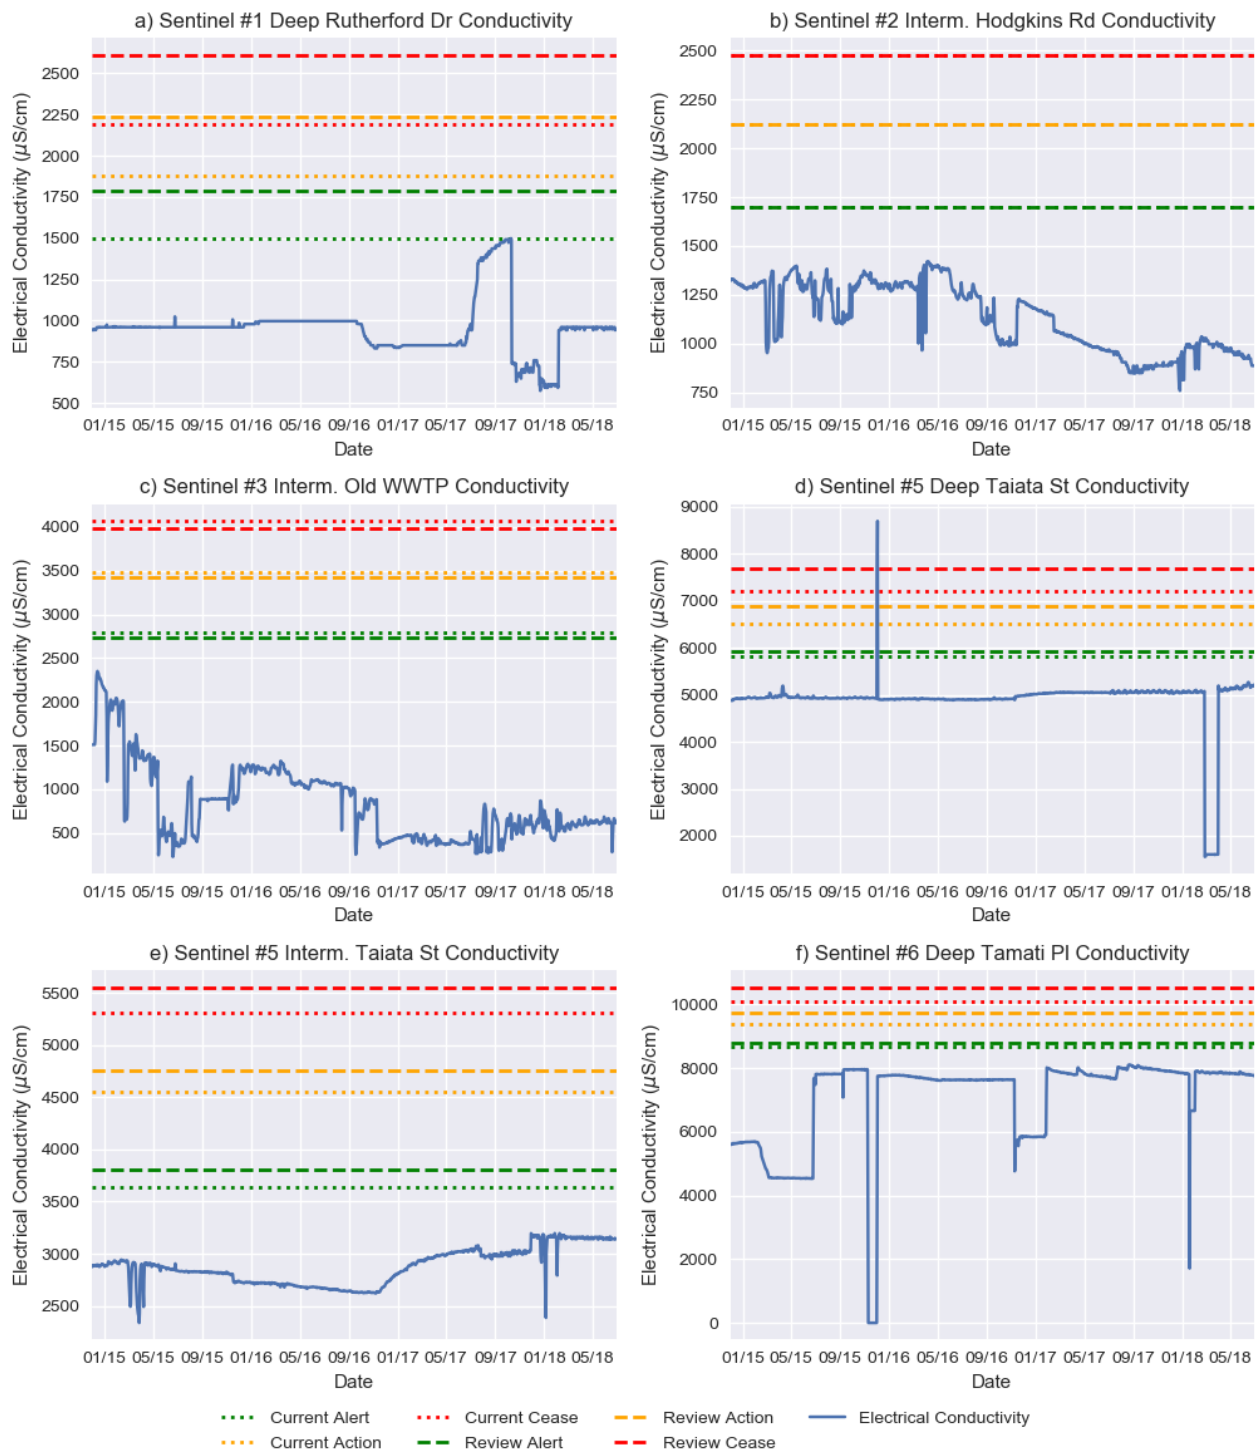 a) Sentinel #1 Deep Rutherford Dr Conductivity
Electrical Conductivity (µS/cm)
2500
2250
2000
1750
1500
1250
1000
750
500
01/15 05/15 09/15 01/16 05/16 09/16 01/17 05/17 09/17 01/18 05/18
Date
b) Sentinel #2 Interm. Hodgkins Rd Conductivity
Electrical Conductivity (µS/cm)
2500
2250
2000
1750
1500
1250
1000
750
01/15 05/15 09/15 01/16 05/16 09/16 01/17 05/17 09/17 01/18 05/18
Date
c) Sentinel #3 Interm. Old WWTP Conductivity
Electrical Conductivity (µS/cm)
4000
3500
3000
2500
2000
1500
1000
500
01/15 05/15 09/15 01/16 05/16 09/16 01/17 05/17 09/17 01/18 05/18
Date
d) Sentinel #5 Deep Taiata St Conductivity
Electrical Conductivity (µS/cm)
9000
8000
7000
6000
5000
4000
3000
2000
01/15 05/15 09/15 01/16 05/16 09/16 01/17 05/17 09/17 01/18 05/18
Date
e) Sentinel #5 Interm. Taiata St Conductivity
Electrical Conductivity (µS/cm)
5500
5000
4500
4000
3500
3000
2500
01/15 05/15 09/15 01/16 05/16 09/16 01/17 05/17 09/17 01/18 05/18
Date
f) Sentinel #6 Deep Tamati Pl Conductivity
Electrical Conductivity (µS/cm)
10000
8000
6000
4000
2000
0
01/15 05/15 09/15 01/16 05/16 09/16 01/17 05/17 09/17 01/18 05/18
Date
Current Alert Current Cease Review Action Electrical Conductivity
Current Action Review Alert Review Cease